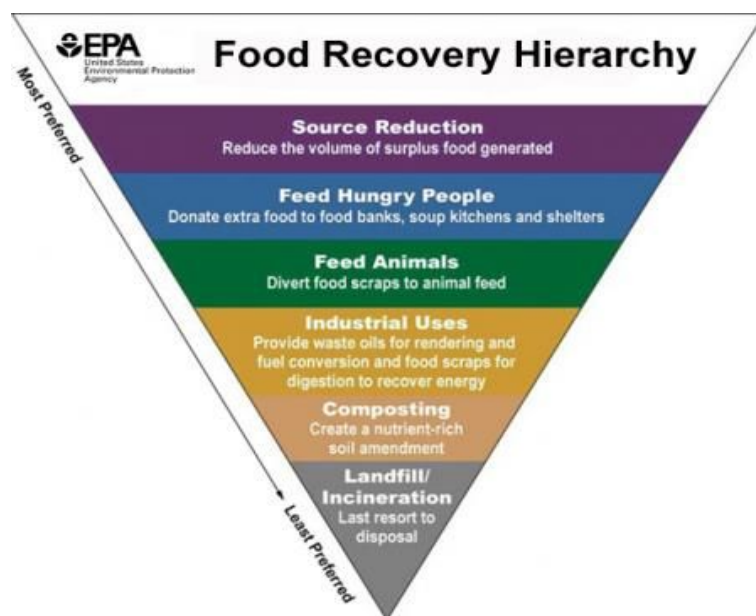 EPA
United States
Environmental Protection
Agency
Food Recovery Hierarchy
Most Preferred
Source Reduction
Reduce the volume of surplus food generated
Feed Hungry People
Donate extra food to food banks, soup kitchens and shelters
Feed Animals
Divert food scraps to animal feed
Industrial Uses
Provide waste oils for rendering and
fuel conversion and food scraps for
digestion to recover energy
Composting
Create a nutrient-rich
soil amendment
Landfill/
Incineration
Last resort to
disposal
Least Preferred